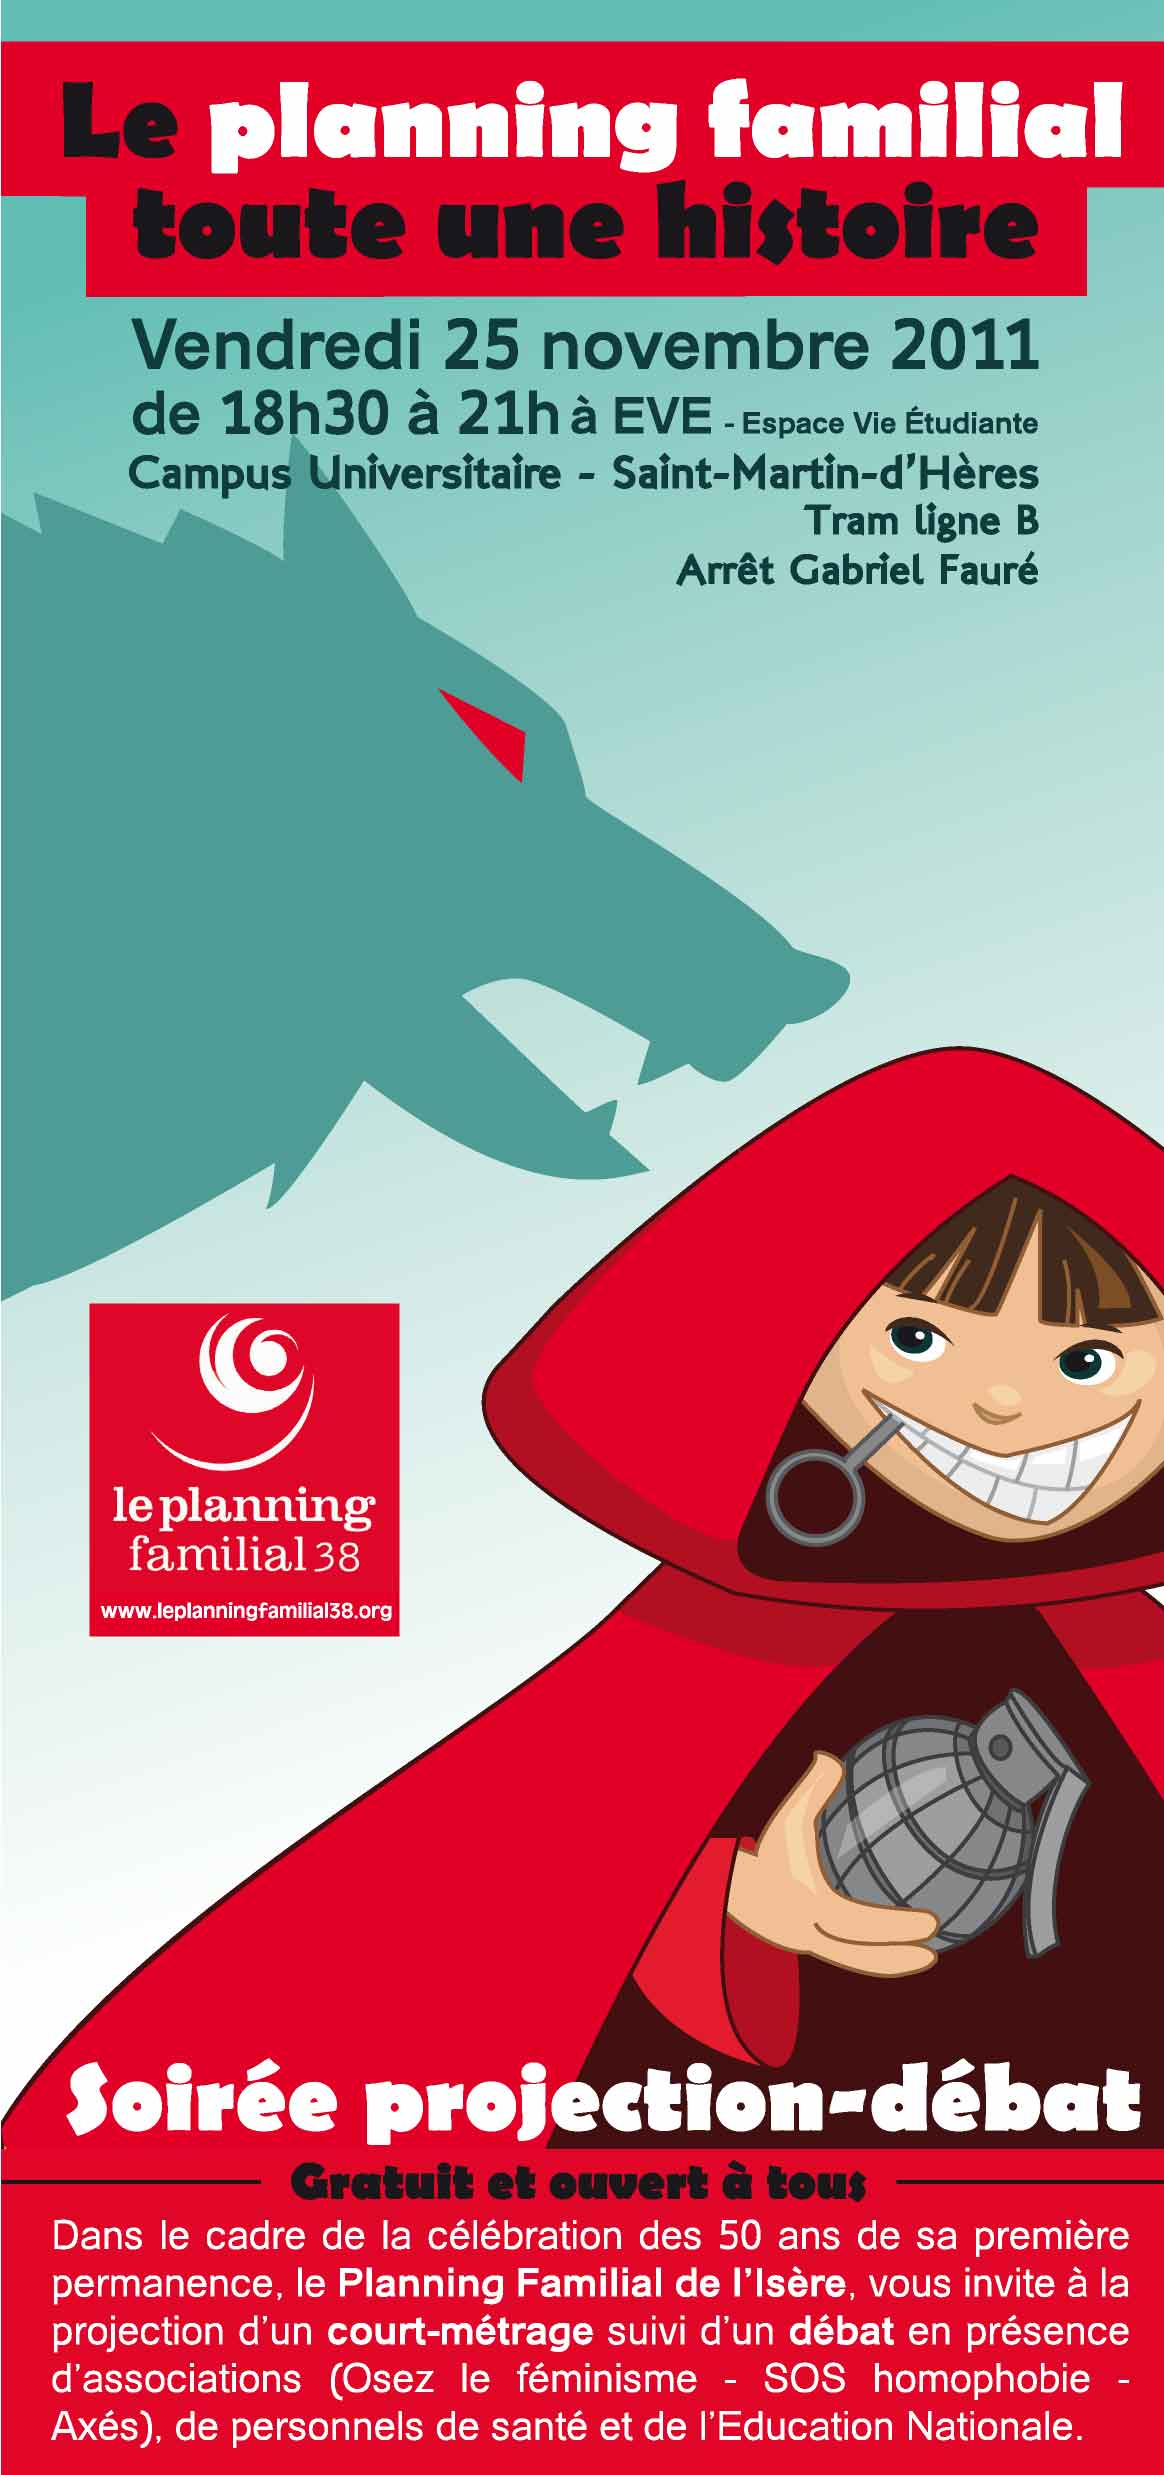 Le planning familial
toute une histoire
Vendredi 25 novembre 2011
de 18h30 à 21h à EVE - Espace Vie Étudiante
Campus Universitaire - Saint-Martin-d'Hères
Tram ligne B
Arrêt Gabriel Fauré
le planning
familial 38
www.leplanningfamilial38.org
Soirée projection-débat
Gratuit et ouvert à tous
Dans le cadre de la célébration des 50 ans de sa première
permanence, le Planning Familial de l'Isère, vous invite à la
projection d'un court-métrage suivi d'un débat en présence
d'associations (Osez le féminisme - SOS homophobie -
Axés), de personnels de santé et de l'Education Nationale.